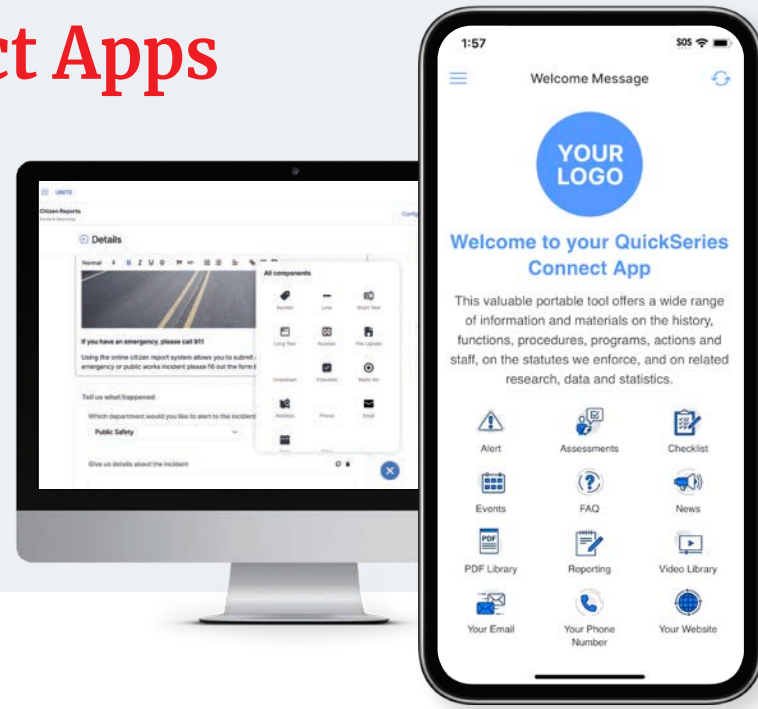 ct Apps
UNITE
Citizen Reports
Details
Normal
All components
Section
Line
Short Text
Long Text
Number
File Upload
Dropdown
Checklist
Radio list
Address
Phone
Email
If you have an emergency, please call 911
Using the online citizen report system allows you to submit
emergency or public works incident please fill out the form
Tell us what happened
Which department would you like to alert to the incident
Public Safety
Give us details about the incident
1:57
SOS
Welcome Message
YOUR
LOGO
Welcome to your QuickSeries
Connect App
This valuable portable tool offers a wide range
of information and materials on the history,
functions, procedures, programs, actions and
staff, on the statutes we enforce, and on related
research, data and statistics.
Alert
Assessments
Checklist
Events
FAQ
News
PDF
PDF Library
Reporting
Video Library
Your Email
Your Phone
Number
Your Website